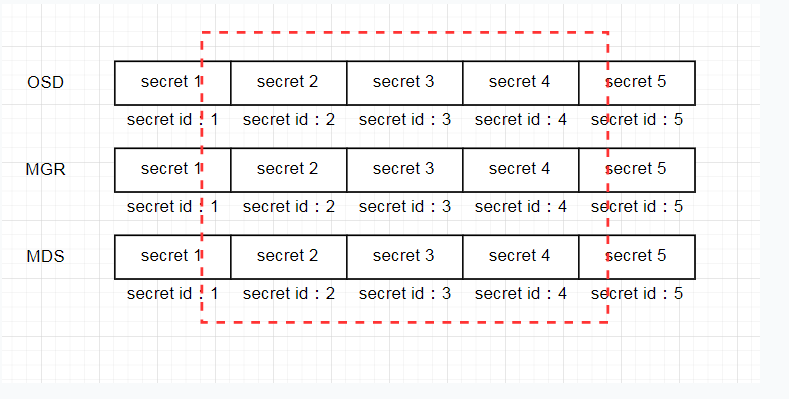 OSD secret 1 secret 2 secret 3 secret 4 secret 5
secret id：1 secret id：2 secret id：3 secret id：4 secret id：5
MGR secret 1 secret 2 secret 3 secret 4 secret 5
secret id：1 secret id：2 secret id：3 secret id：4 secret id：5
MDS secret 1 secret 2 secret 3 secret 4 secret 5
secret id：1 secret id：2 secret id：3 secret id：4 secret id：5